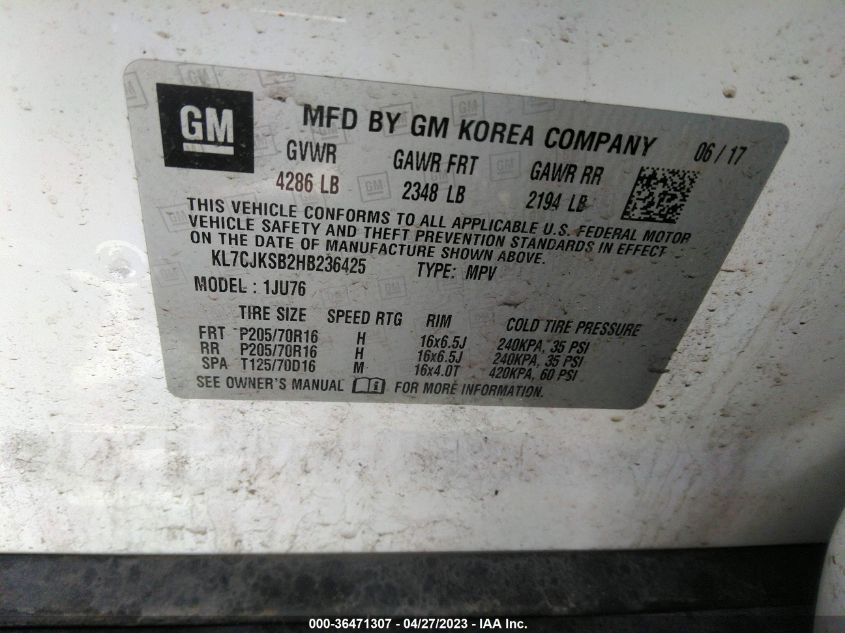 GM MFD BY GM KOREA COMPANY 06/17
GVWR GAWR FRT GAWR RR
4286 LB 2348 LB 2194 LB
THIS VEHICLE CONFORMS TO ALL APPLICABLE U.S. FEDERAL MOTOR
VEHICLE SAFETY AND THEFT PREVENTION STANDARDS IN EFFECT
ON THE DATE OF MANUFACTURE SHOWN ABOVE.
KL7CJKSB2HB236425 TYPE: MPV
MODEL: 1JU76
TIRE SIZE SPEED RTG RIM COLD TIRE PRESSURE
FRT P205/70R16 H 16x6.5J 240KPA, 35 PSI
RR P205/70R16 H 16x6.5J 240KPA, 35 PSI
SPA T125/70D16 M 16x4.0T 420KPA, 60 PSI
SEE OWNER'S MANUAL FOR MORE INFORMATION.
000-36471307 - 04/27/2023 - IAA Inc.